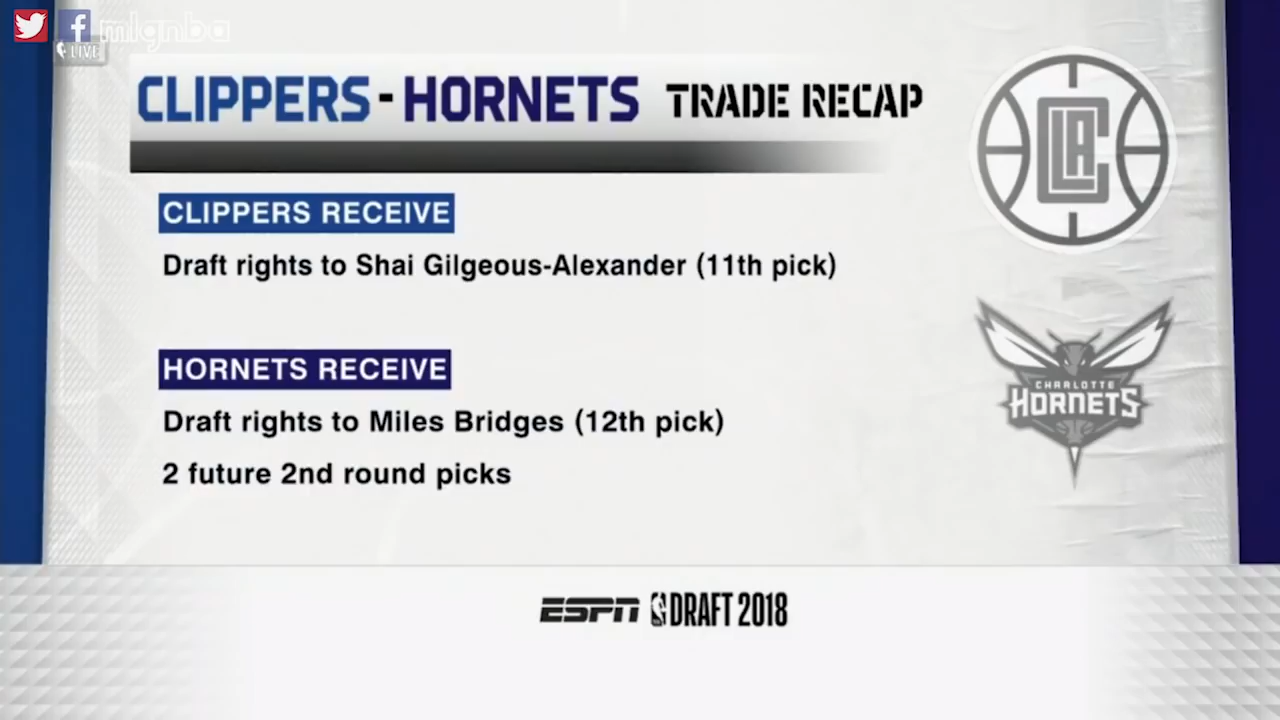 mlgnba
LIVE
CLIPPERS - HORNETS TRADE RECAP
LAC
CLIPPERS RECEIVE
Draft rights to Shai Gilgeous-Alexander (11th pick)
CHARLOTTE
HORNETS
HORNETS RECEIVE
Draft rights to Miles Bridges (12th pick)
2 future 2nd round picks
ESPN DRAFT 2018